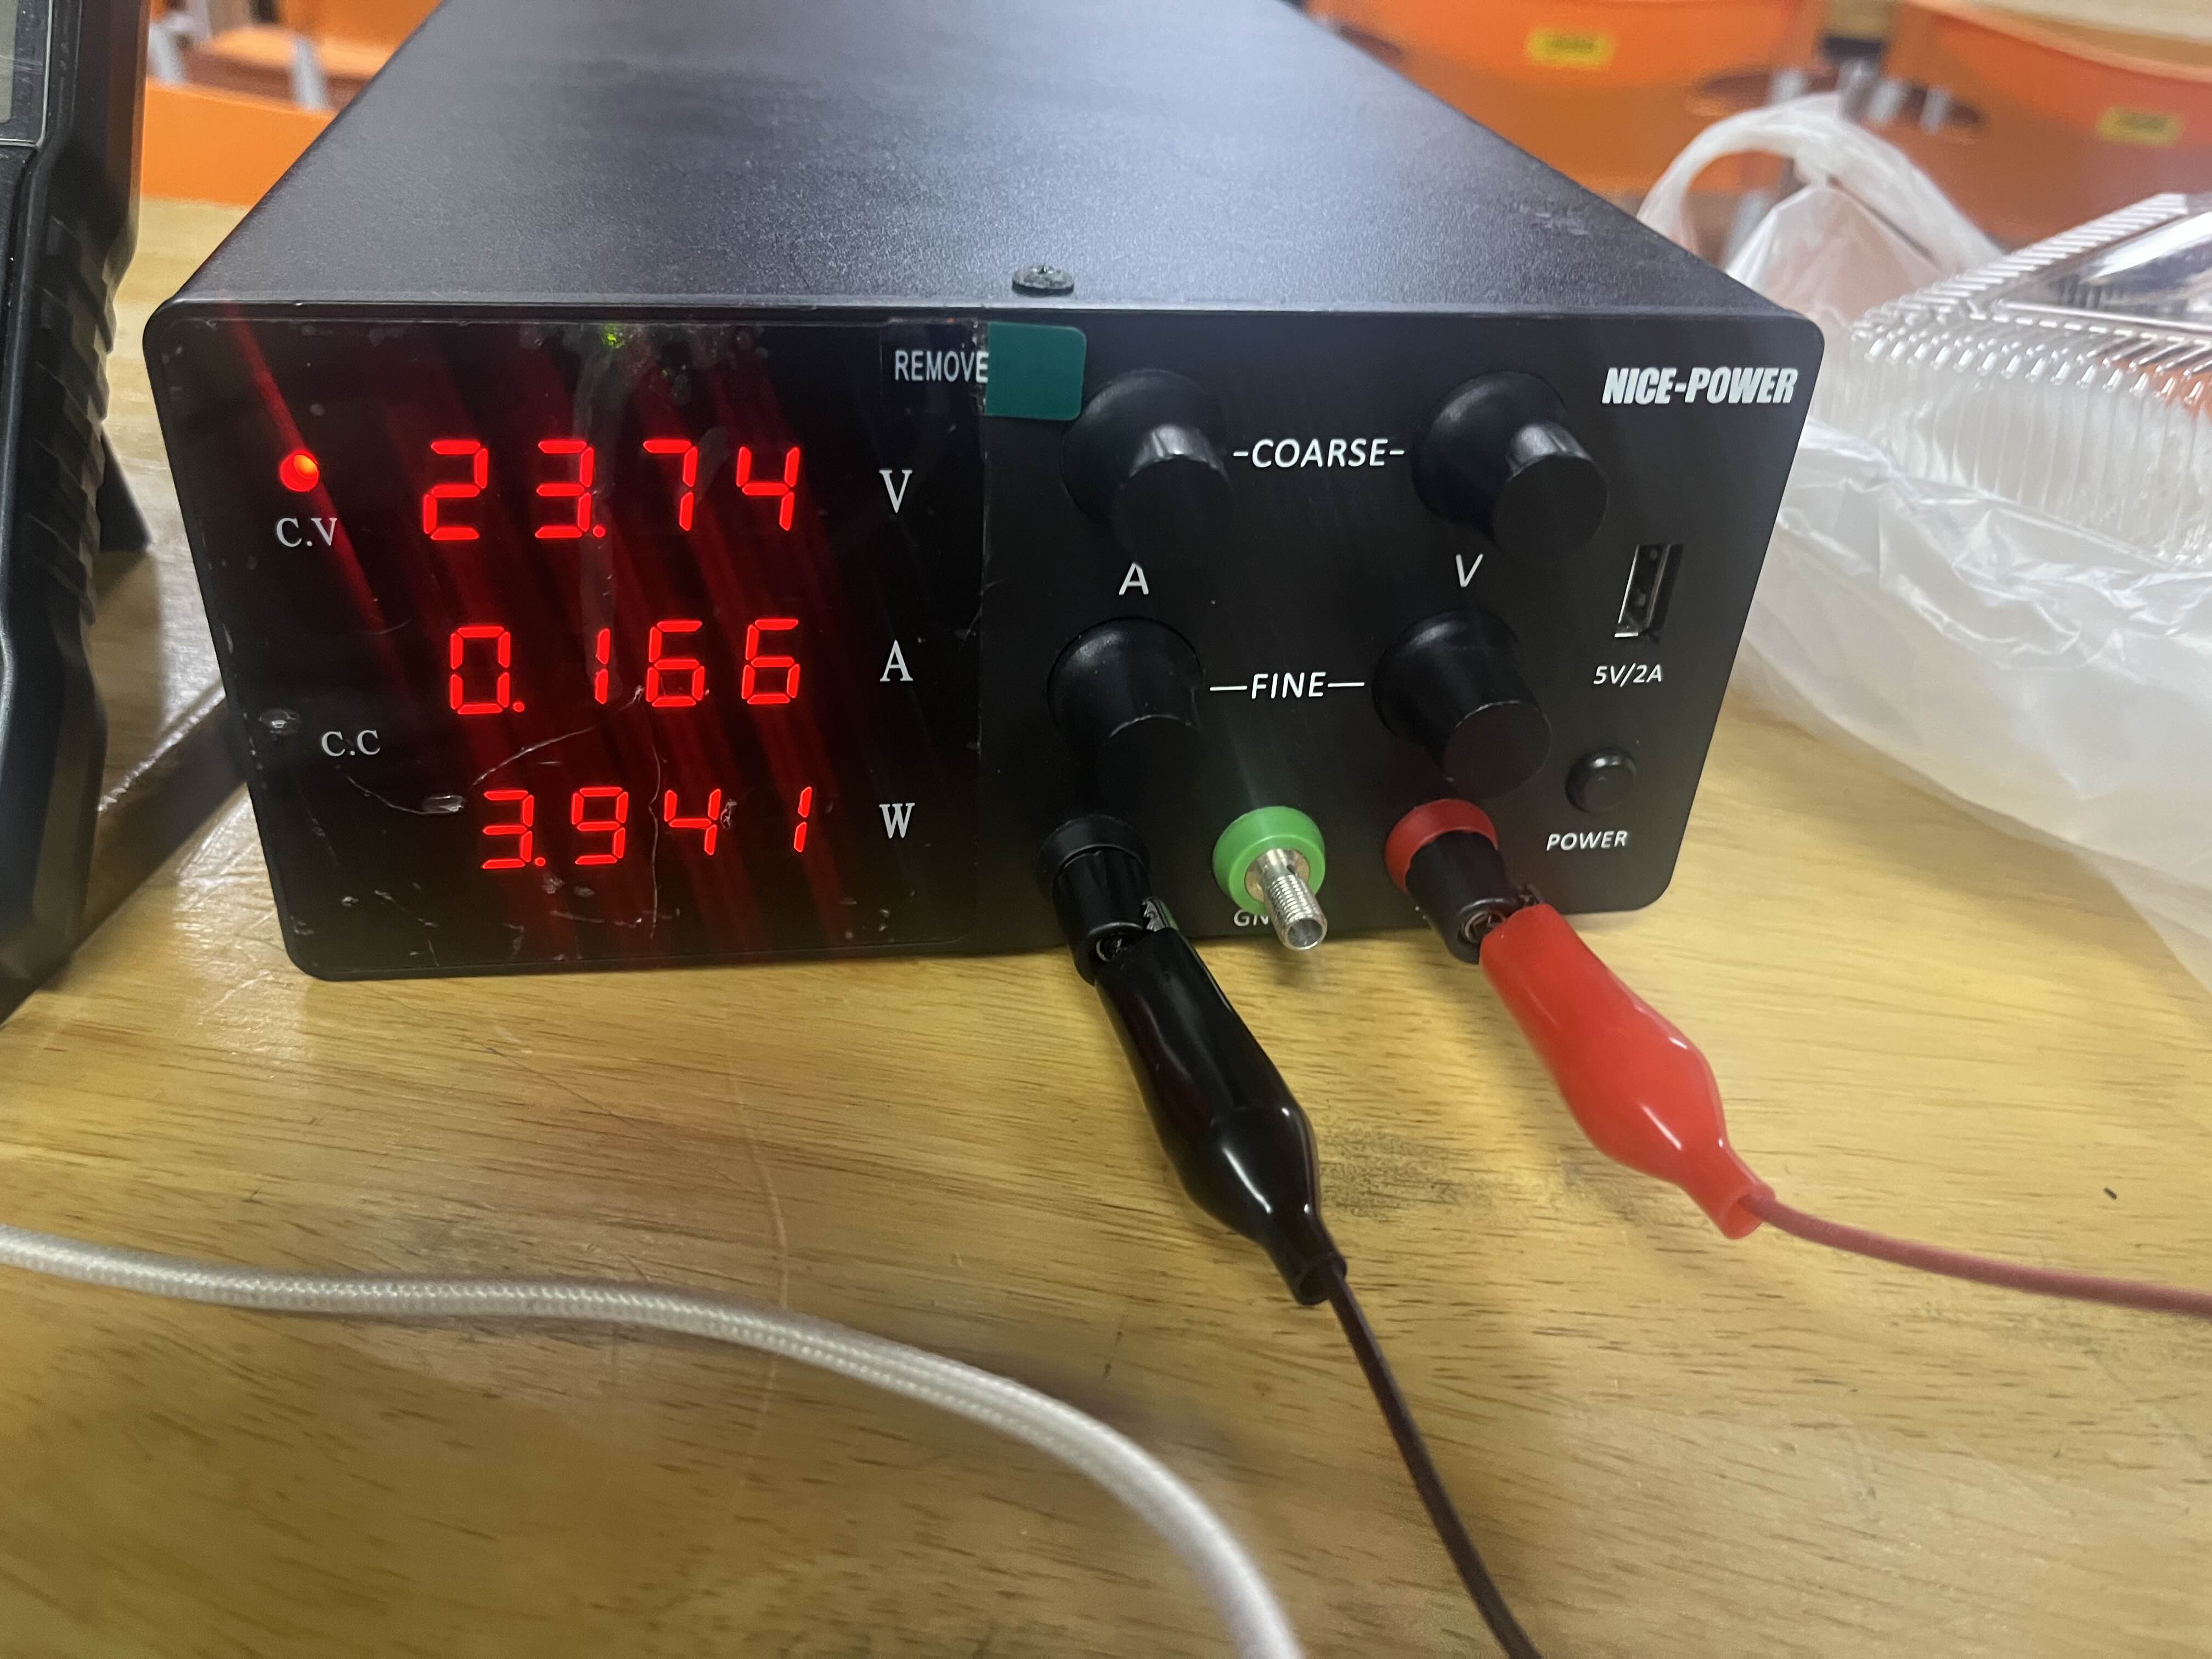 REMOVE
NICE-POWER
C.V
23.74 V
-COARSE-
A
V
0.166 A
—FINE—
5V/2A
C.C
3.941 W
POWER